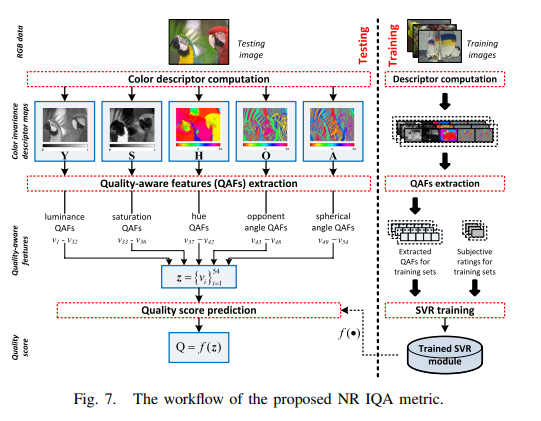 RGB data
Testing
image
Testing
Training
Training
images
Color descriptor computation
Descriptor computation
Color invariance
descriptor maps
Y
S
H
O
A
Quality-aware features (QAFs) extraction
QAFs extraction
Quality-aware
features
luminance
QAFs
v1 - v32
saturation
QAFs
v33 - v36
hue
QAFs
v37 - v42
opponent
angle QAFs
v43 - v48
spherical
angle QAFs
v49 - v54
Extracted
QAFs for
training sets
Subjective
ratings for
training sets
z = {vi}54i=1
Quality score prediction
SVR training
f(•)
Quality
score
Q = f(z)
Trained SVR
module
Fig. 7. The workflow of the proposed NR IQA metric.